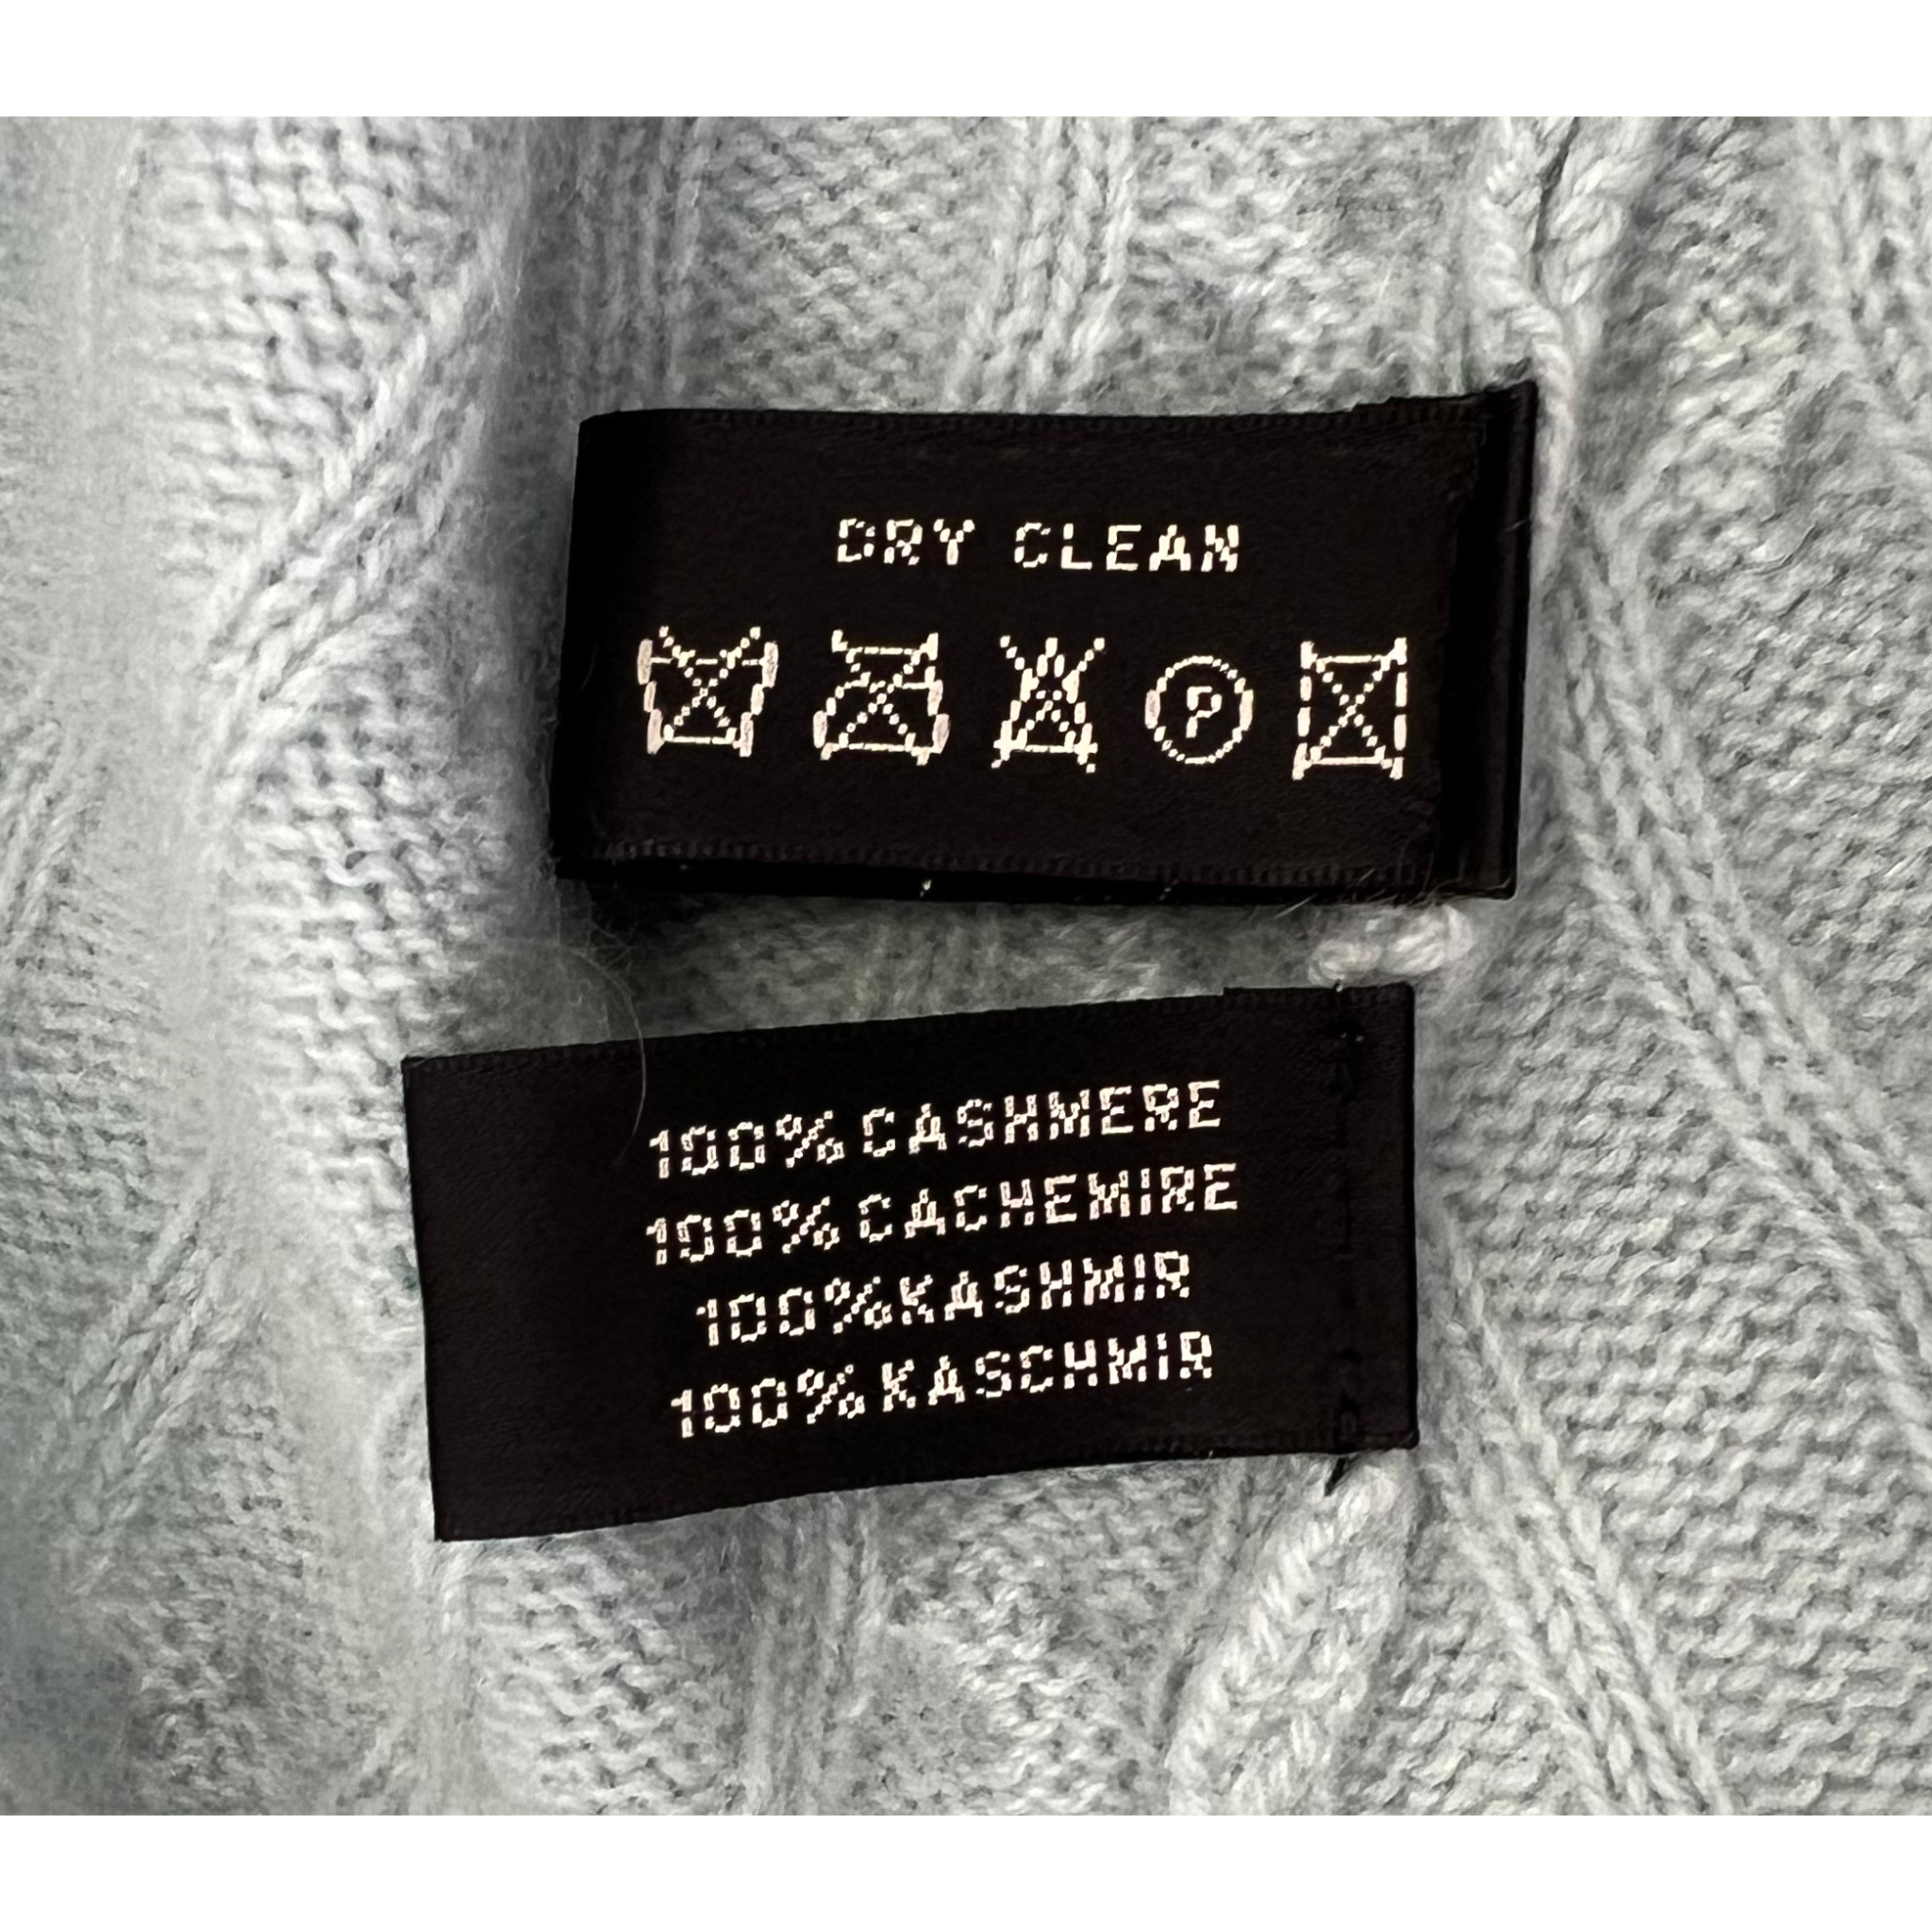 DRY CLEAN
P
100% CASHMERE
100% CACHEMIRE
100% KASHMIR
100% KASCHMIR